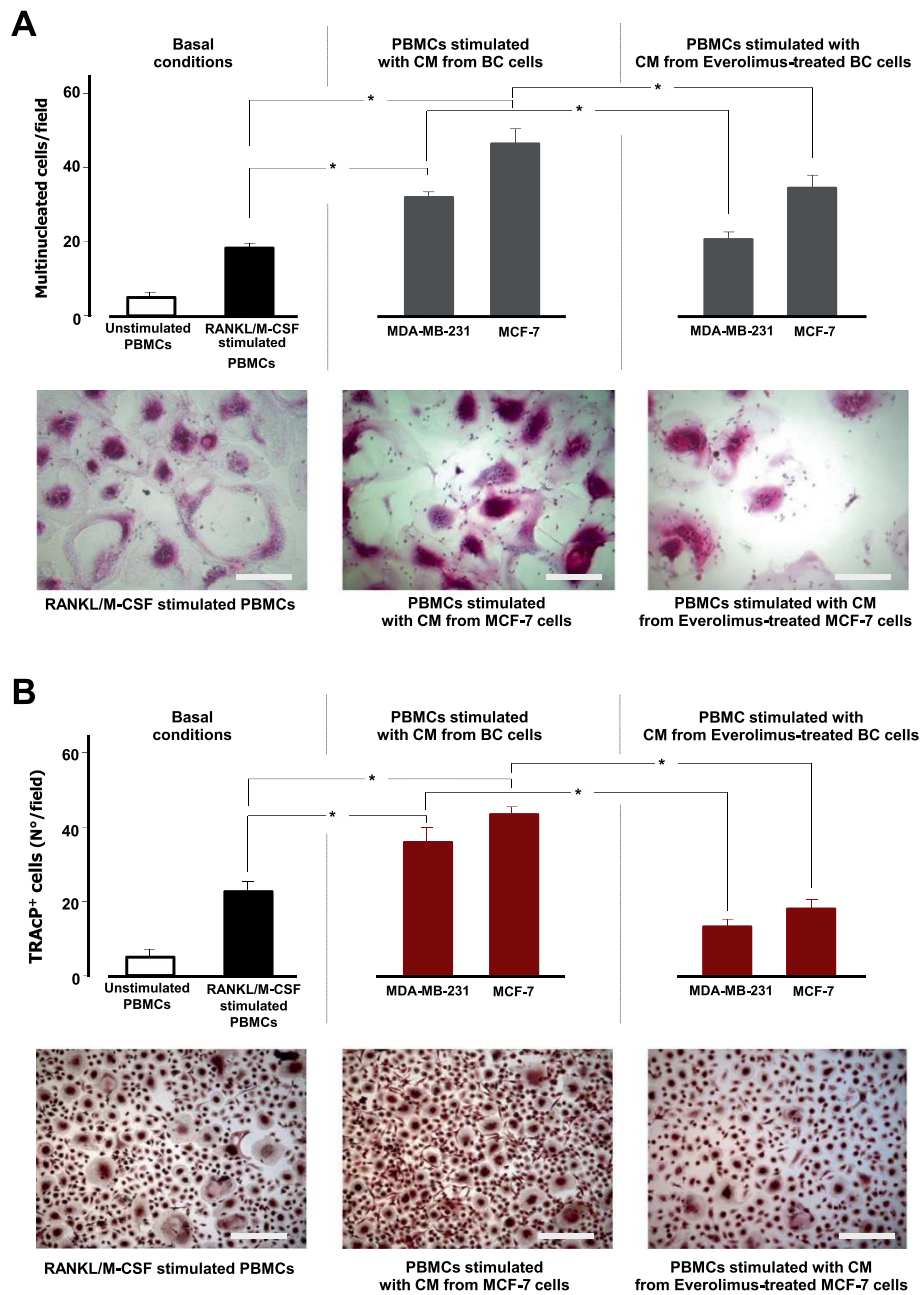 A
Basal
conditions
PBMCs stimulated
with CM from BC cells
PBMCs stimulated with
CM from Everolimus-treated BC cells
Multinucleated cells/field
60
40
20
0
*
*
*
*
Unstimulated
PBMCs
RANKL/M-CSF
stimulated
PBMCs
MDA-MB-231
MCF-7
MDA-MB-231
MCF-7
RANKL/M-CSF stimulated PBMCs
PBMCs stimulated
with CM from MCF-7 cells
PBMCs stimulated with CM
from Everolimus-treated MCF-7 cells
B
Basal
conditions
PBMCs stimulated
with CM from BC cells
PBMC stimulated with
CM from Everolimus-treated BC cells
TRAcP⁺ cells (N°/field)
60
40
20
0
*
*
*
*
Unstimulated
PBMCs
RANKL/M-CSF
stimulated
PBMCs
MDA-MB-231
MCF-7
MDA-MB-231
MCF-7
RANKL/M-CSF stimulated PBMCs
PBMCs stimulated
with CM from MCF-7 cells
PBMCs stimulated with CM
from Everolimus-treated MCF-7 cells